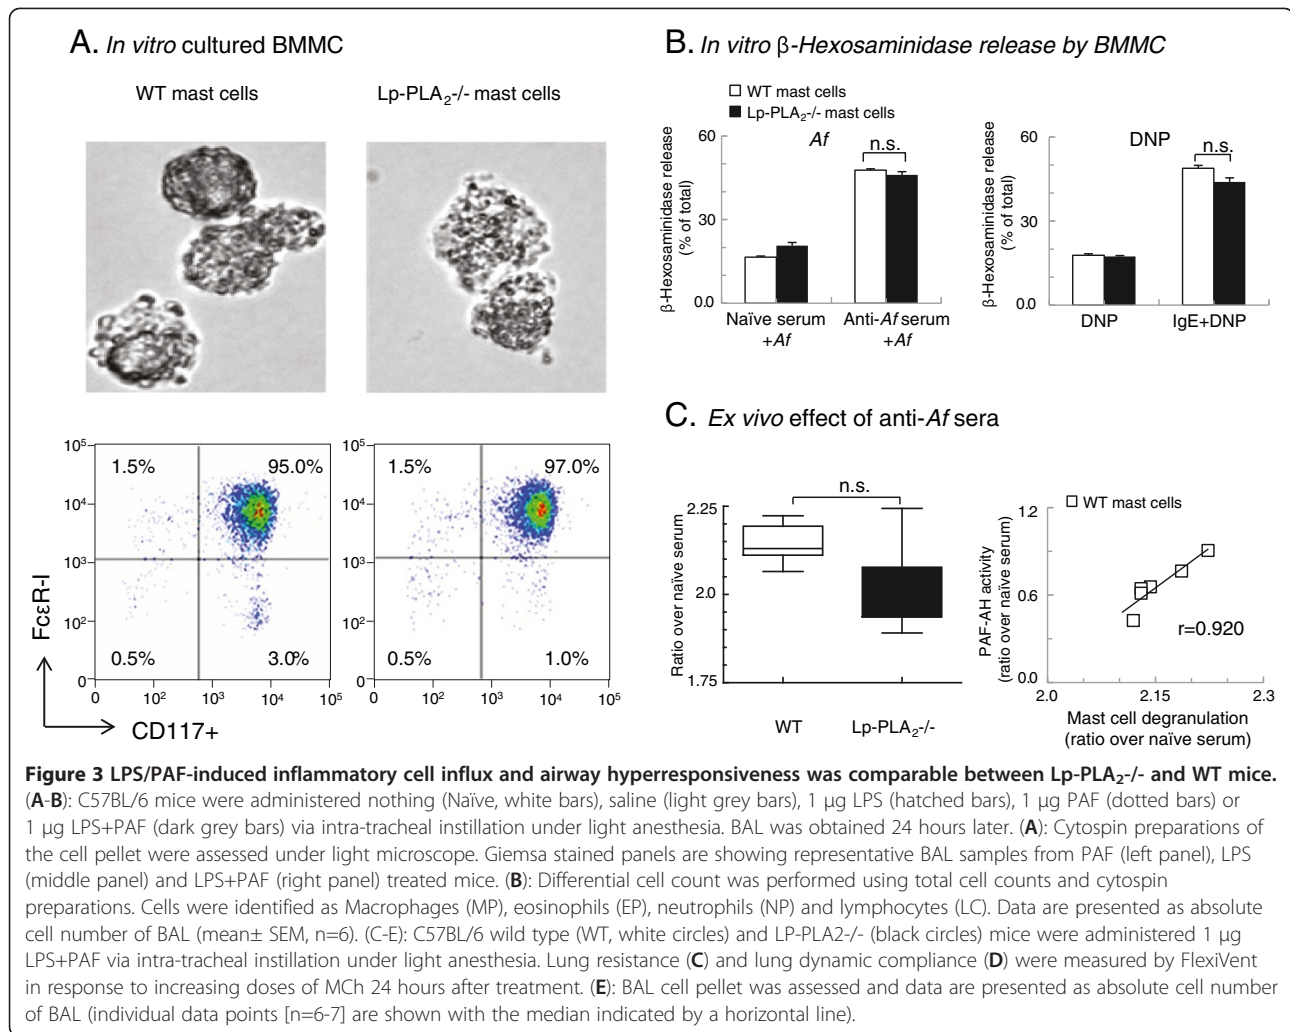 A. In vitro cultured BMMC
WT mast cells
Lp-PLA2-/- mast cells
10⁵
10⁴
10³
10²
0
1.5%
95.0%
0.5%
3.0%
0
10²
10³
10⁴
10⁵
10⁵
10⁴
10³
10²
0
1.5%
97.0%
0.5%
1.0%
0
10²
10³
10⁴
10⁵
FcεR-I
CD117+
B. In vitro β-Hexosaminidase release by BMMC
WT mast cells
Lp-PLA2-/- mast cells
β-Hexosaminidase release
(% of total)
60
30
0.0
Af
n.s.
Naïve serum
+Af
Anti-Af serum
+Af
β-Hexosaminidase release
(% of total)
60
30
0.0
DNP
n.s.
DNP
IgE+DNP
C. Ex vivo effect of anti-Af sera
Ratio over naïve serum
2.25
2.0
1.75
n.s.
WT
Lp-PLA2-/-
PAF-AH activity
(ratio over naïve serum)
1.2
0.6
0.0
WT mast cells
r=0.920
2.0
2.15
2.3
Mast cell degranulation
(ratio over naïve serum)
Figure 3 LPS/PAF-induced inflammatory cell influx and airway hyperresponsiveness was comparable between Lp-PLA2-/- and WT mice.
(A-B): C57BL/6 mice were administered nothing (Naïve, white bars), saline (light grey bars), 1 μg LPS (hatched bars), 1 μg PAF (dotted bars) or
1 μg LPS+PAF (dark grey bars) via intra-tracheal instillation under light anesthesia. BAL was obtained 24 hours later. (A): Cytospin preparations of
the cell pellet were assessed under light microscope. Giemsa stained panels are showing representative BAL samples from PAF (left panel), LPS
(middle panel) and LPS+PAF (right panel) treated mice. (B): Differential cell count was performed using total cell counts and cytospin
preparations. Cells were identified as Macrophages (MP), eosinophils (EP), neutrophils (NP) and lymphocytes (LC). Data are presented as absolute
cell number of BAL (mean± SEM, n=6). (C-E): C57BL/6 wild type (WT, white circles) and LP-PLA2-/- (black circles) mice were administered 1 μg
LPS+PAF via intra-tracheal instillation under light anesthesia. Lung resistance (C) and lung dynamic compliance (D) were measured by FlexiVent
in response to increasing doses of MCh 24 hours after treatment. (E): BAL cell pellet was assessed and data are presented as absolute cell number
of BAL (individual data points [n=6-7] are shown with the median indicated by a horizontal line).